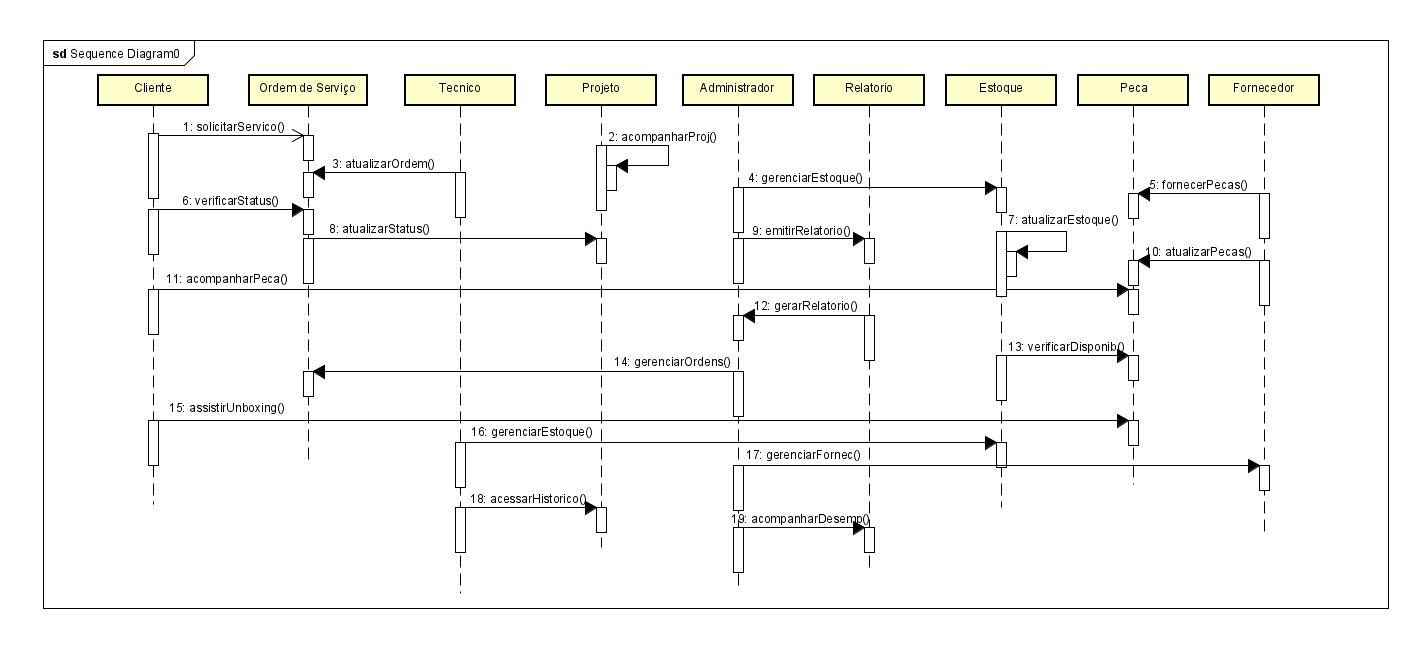 sd Sequence Diagram0
Cliente
Ordem de Serviço
Tecnico
Projeto
Administrador
Relatorio
Estoque
Peca
Fornecedor
1: solicitarServico()
2: acompanharProj()
3: atualizarOrdem()
4: gerenciarEstoque()
5: fornecerPecas()
6: verificarStatus()
7: atualizarEstoque()
8: atualizarStatus()
9: emitirRelatorio()
10: atualizarPecas()
11: acompanharPeca()
12: gerarRelatorio()
13: verificarDisponib()
14: gerenciarOrdens()
15: assistirUnboxing()
16: gerenciarEstoque()
17: gerenciarFornec()
18: acessarHistorico()
19: acompanharDesemp()